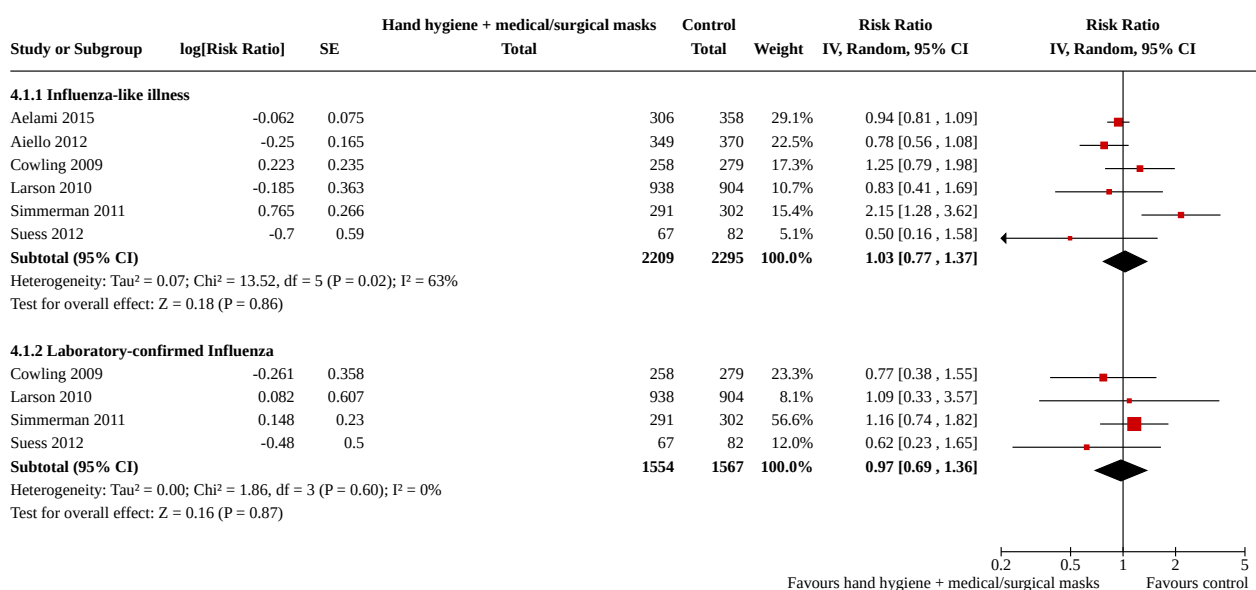 Hand hygiene + medical/surgical masks Control Risk Ratio Risk Ratio
Study or Subgroup log[Risk Ratio] SE Total Total Weight IV, Random, 95% CI IV, Random, 95% CI
4.1.1 Influenza-like illness
Aelami 2015 -0.062 0.075 306 358 29.1% 0.94 [0.81 , 1.09]
Aiello 2012 -0.25 0.165 349 370 22.5% 0.78 [0.56 , 1.08]
Cowling 2009 0.223 0.235 258 279 17.3% 1.25 [0.79 , 1.98]
Larson 2010 -0.185 0.363 938 904 10.7% 0.83 [0.41 , 1.69]
Simmerman 2011 0.765 0.266 291 302 15.4% 2.15 [1.28 , 3.62]
Suess 2012 -0.7 0.59 67 82 5.1% 0.50 [0.16 , 1.58]
Subtotal (95% CI) 2209 2295 100.0% 1.03 [0.77 , 1.37]
Heterogeneity: Tau² = 0.07; Chi² = 13.52, df = 5 (P = 0.02); I² = 63%
Test for overall effect: Z = 0.18 (P = 0.86)
4.1.2 Laboratory-confirmed Influenza
Cowling 2009 -0.261 0.358 258 279 23.3% 0.77 [0.38 , 1.55]
Larson 2010 0.082 0.607 938 904 8.1% 1.09 [0.33 , 3.57]
Simmerman 2011 0.148 0.23 291 302 56.6% 1.16 [0.74 , 1.82]
Suess 2012 -0.48 0.5 67 82 12.0% 0.62 [0.23 , 1.65]
Subtotal (95% CI) 1554 1567 100.0% 0.97 [0.69 , 1.36]
Heterogeneity: Tau² = 0.00; Chi² = 1.86, df = 3 (P = 0.60); I² = 0%
Test for overall effect: Z = 0.16 (P = 0.87)
0.2 0.5 1 2 5
Favours hand hygiene + medical/surgical masks Favours control